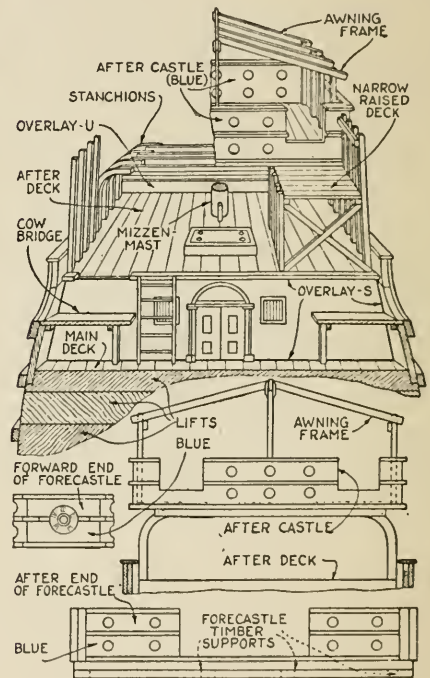 AWNING
FRAME
AFTER CASTLE
(BLUE)
STANCHIONS
NARROW
RAISED
DECK
OVERLAY-U
AFTER
DECK
MIZZEN-
MAST
COW
BRIDGE
OVERLAY-S
MAIN
DECK
LIFTS
BLUE
AWNING
FRAME
FORWARD END
OF FORECASTLE
AFTER CASTLE
AFTER DECK
AFTER END
OF FORECASTLE
BLUE
FORECASTLE
TIMBER
SUPPORTS